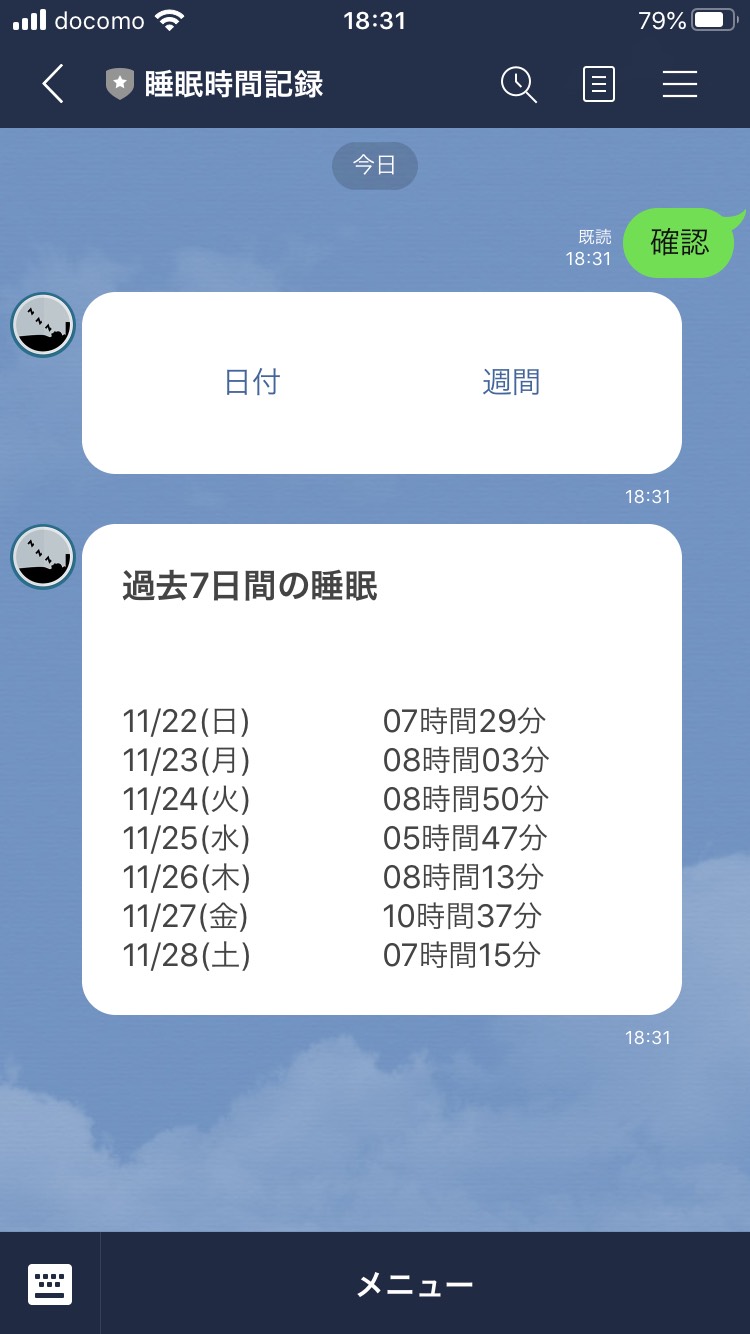 docomo 18:31 79%
睡眠時間記録
今日
確認
既読
18:31
日付 週間
18:31
過去7日間の睡眠
11/22(日) 07時間29分
11/23(月) 08時間03分
11/24(火) 08時間50分
11/25(水) 05時間47分
11/26(木) 08時間13分
11/27(金) 10時間37分
11/28(土) 07時間15分
18:31
メニュー